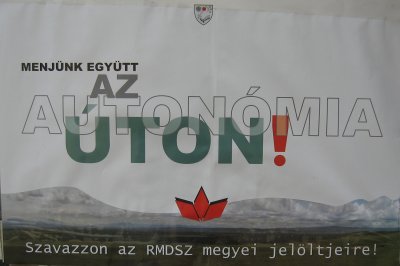 MENJÜNK EGYÜTT
AZ
AUTONÓMIA
ÚTON!
Szavazzon az RMDSZ megyei jelöltjeire!